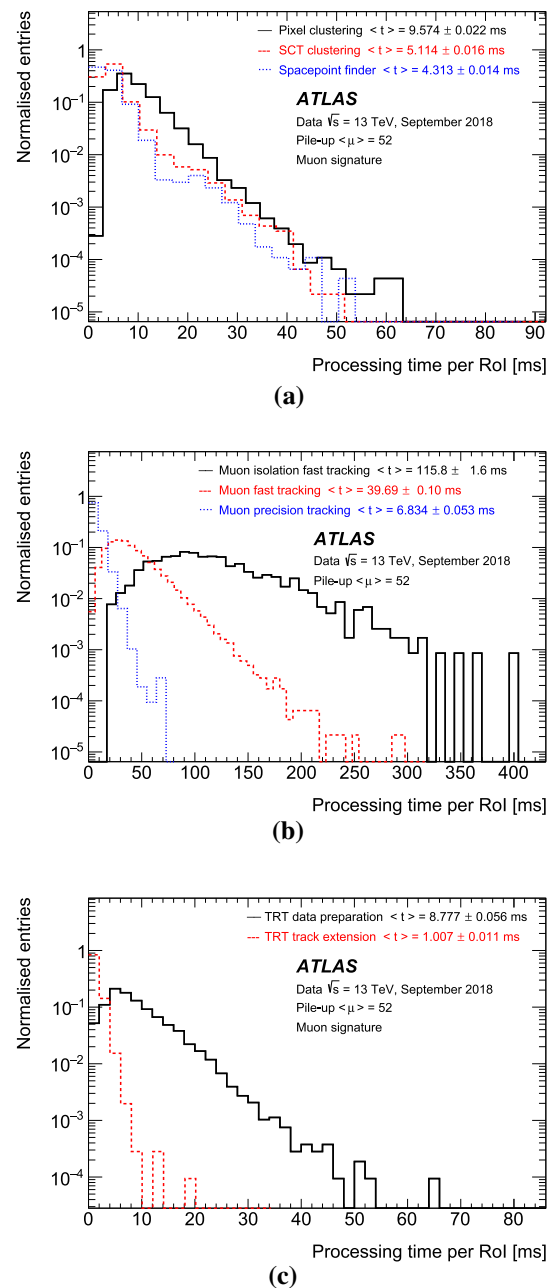 Pixel clustering < t > = 9.574 ± 0.022 ms
SCT clustering < t > = 5.114 ± 0.016 ms
Spacepoint finder < t > = 4.313 ± 0.014 ms
ATLAS
Data √s = 13 TeV, September 2018
Pile-up < μ > = 52
Muon signature
Normalised entries
1
10⁻¹
10⁻²
10⁻³
10⁻⁴
10⁻⁵
0 10 20 30 40 50 60 70 80 90
Processing time per RoI [ms]
(a)
Muon isolation fast tracking < t > = 115.8 ± 1.6 ms
Muon fast tracking < t > = 39.69 ± 0.10 ms
Muon precision tracking < t > = 6.834 ± 0.053 ms
ATLAS
Data √s = 13 TeV, September 2018
Pile-up < μ > = 52
Normalised entries
1
10⁻¹
10⁻²
10⁻³
10⁻⁴
10⁻⁵
0 50 100 150 200 250 300 350 400
Processing time per RoI [ms]
(b)
TRT data preparation < t > = 8.777 ± 0.056 ms
TRT track extension < t > = 1.007 ± 0.011 ms
ATLAS
Data √s = 13 TeV, September 2018
Pile-up < μ > = 52
Muon signature
Normalised entries
1
10⁻¹
10⁻²
10⁻³
10⁻⁴
0 10 20 30 40 50 60 70 80
Processing time per RoI [ms]
(c)